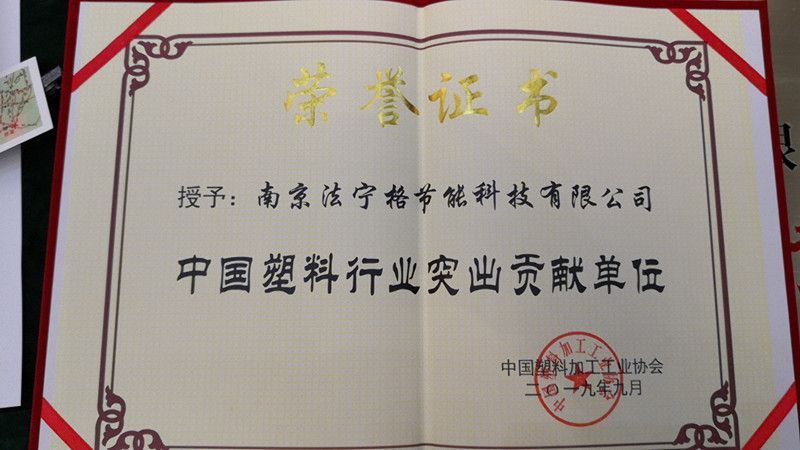 荣誉证书
授予：南京法宁格节能科技有限公司
中国塑料行业突出贡献单位
中国塑料加工工业协会
二〇一九年九月